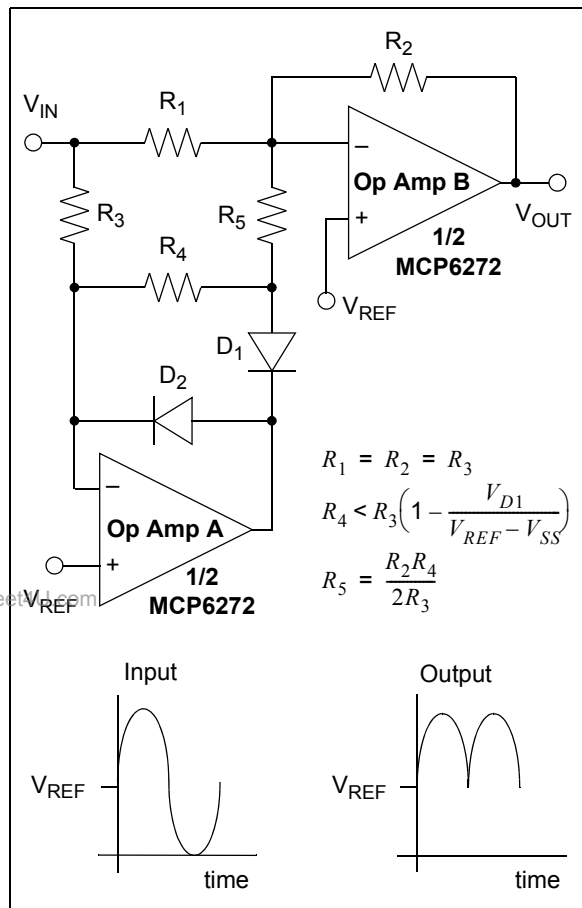 R2
VIN
R1
Op Amp B
VOUT
R3
R5
1/2
MCP6272
R4
VREF
D1
D2
R1 = R2 = R3
R4 < R3(1 - VD1/(VREF - VSS))
Op Amp A
1/2
MCP6272
VREF
eet4U.com
R5 = R2R4/2R3
Input
Output
VREF
VREF
time
time